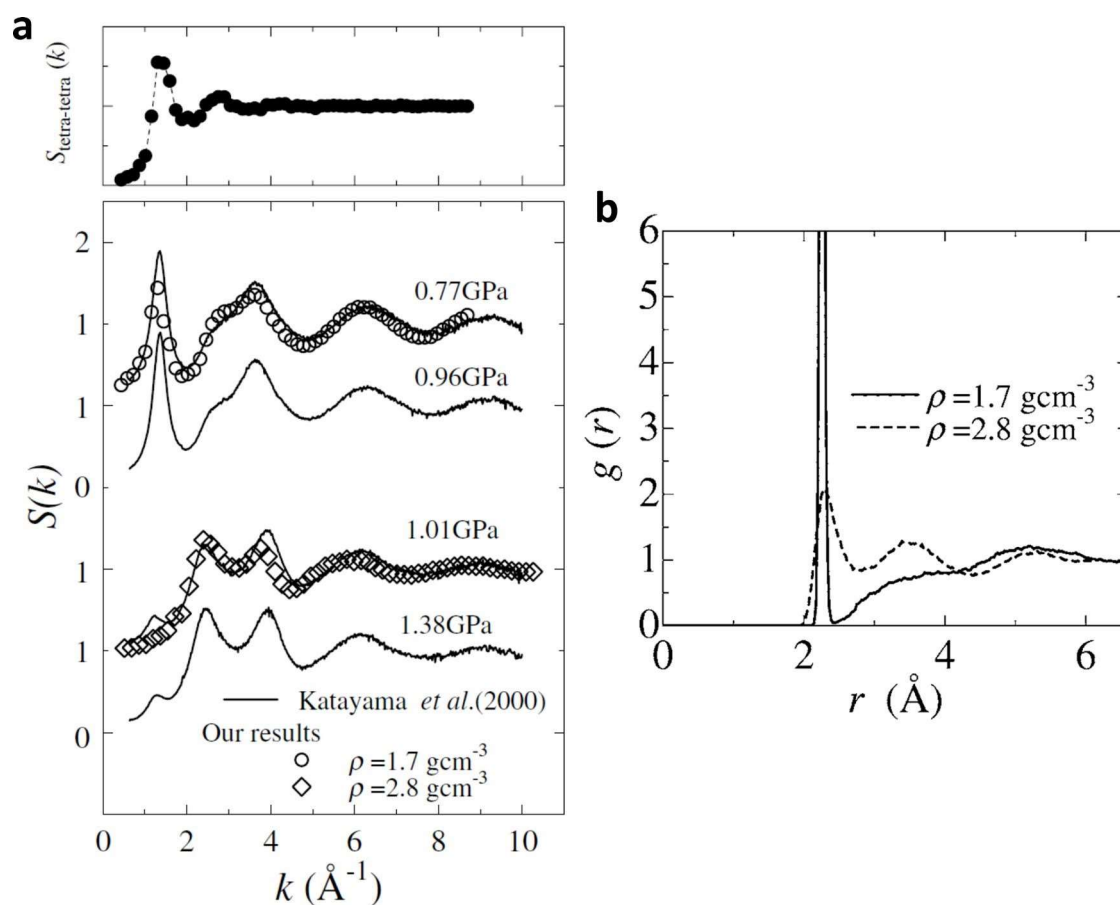 a
S_tetra-tetra (k)
2
1
1
0
1
1
0
S(k)
0.77GPa
0.96GPa
1.01GPa
1.38GPa
Katayama et al.(2000)
Our results
ρ =1.7 gcm⁻³
ρ =2.8 gcm⁻³
0 2 4 6 8 10
k (Å⁻¹)
b
6
5
4
3
2
1
0
g (r)
ρ =1.7 gcm⁻³
ρ =2.8 gcm⁻³
0 2 4 6
r (Å)